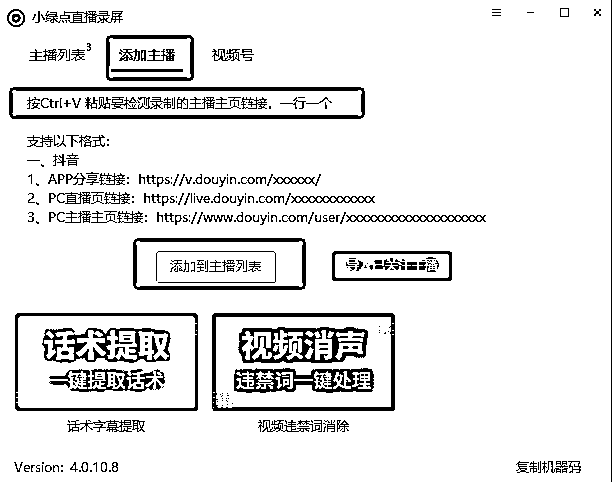 小绿点直播录屏
主播列表3 添加主播 视频号
按Ctrl+V 粘贴要检测录制的主播主页链接，一行一个
支持以下格式：
一、抖音
1、APP分享链接：https://v.douyin.com/xxxxxx/
2、PC直播页链接：https://live.douyin.com/xxxxxxxxxxxx
3、PC主播主页链接：https://www.douyin.com/user/xxxxxxxxxxxxxxxxxxxx
添加到主播列表
话术提取 视频消声
一键提取话术 违禁词一键处理
话术字幕提取 视频违禁词消除
Version: 4.0.10.8 复制机器码